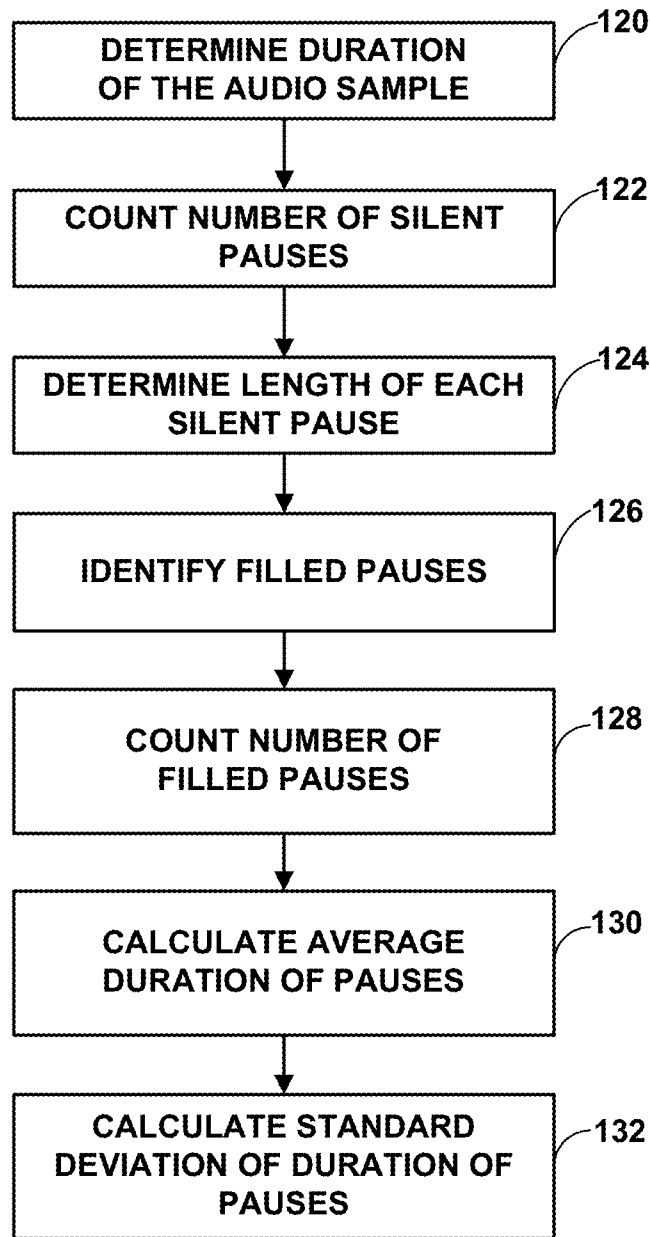 120
DETERMINE DURATION
OF THE AUDIO SAMPLE
122
COUNT NUMBER OF SILENT
PAUSES
124
DETERMINE LENGTH OF EACH
SILENT PAUSE
126
IDENTIFY FILLED PAUSES
128
COUNT NUMBER OF
FILLED PAUSES
130
CALCULATE AVERAGE
DURATION OF PAUSES
132
CALCULATE STANDARD
DEVIATION OF DURATION OF
PAUSES